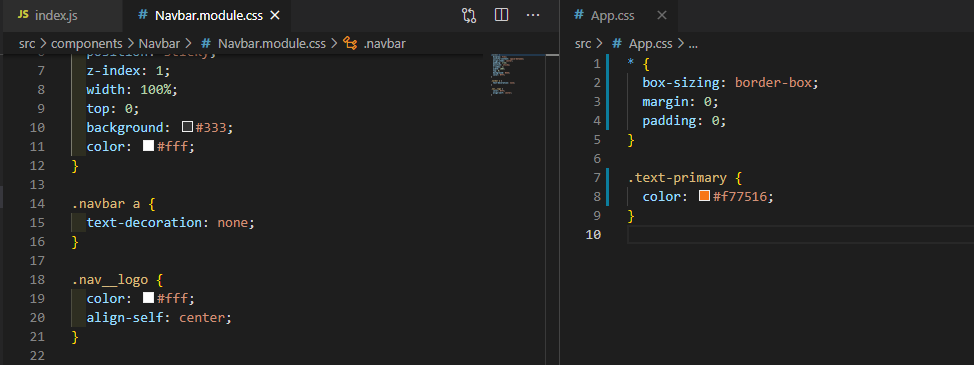 JS index.js
# Navbar.module.css ×
src > components > Navbar > # Navbar.module.css > .navbar
6 position: sticky;
7 z-index: 1;
8 width: 100%;
9 top: 0;
10 background: #333;
11 color: #fff;
12 }
13
14 .navbar a {
15 text-decoration: none;
16 }
17
18 .nav__logo {
19 color: #fff;
20 align-self: center;
21 }
22
# App.css ×
src > # App.css > ...
1 * {
2 box-sizing: border-box;
3 margin: 0;
4 padding: 0;
5 }
6
7 .text-primary {
8 color: #f77516;
9 }
10